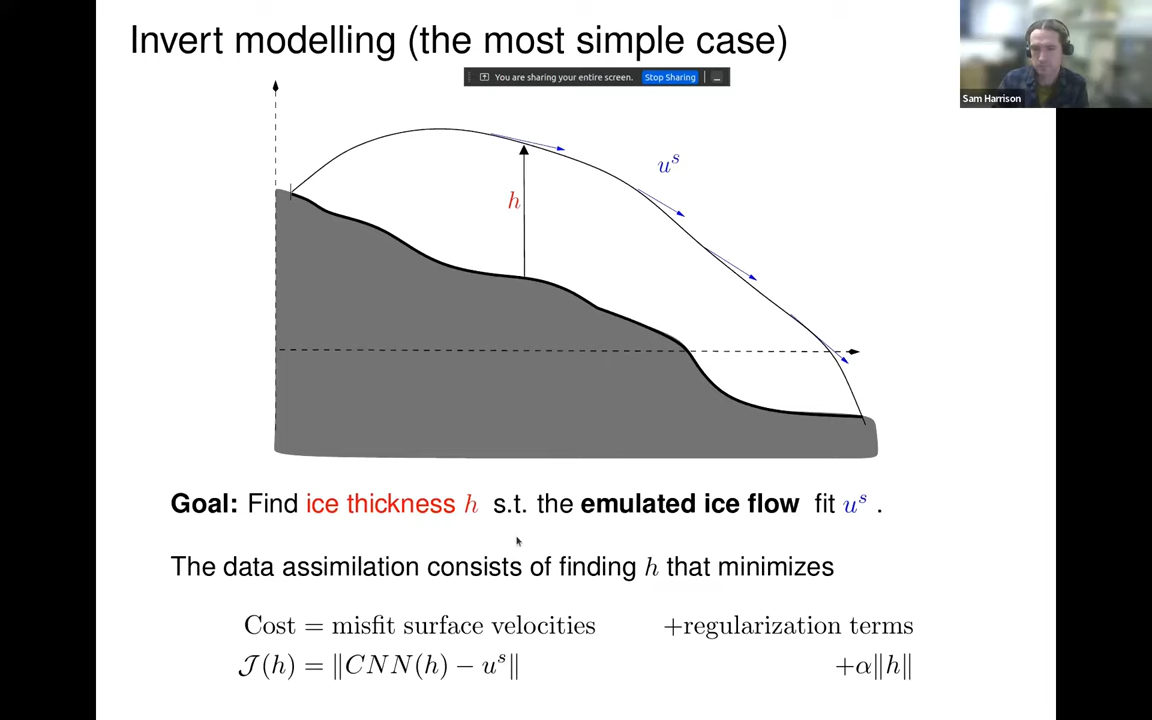 Invert modelling (the most simple case)
You are sharing your entire screen. Stop Sharing
Sam Harrison
u^s
h
Goal: Find ice thickness h s.t. the emulated ice flow fit u^s .
The data assimilation consists of finding h that minimizes
Cost = misfit surface velocities +regularization terms
𝒥(h) = ‖CNN(h) − u^s‖ +α‖h‖